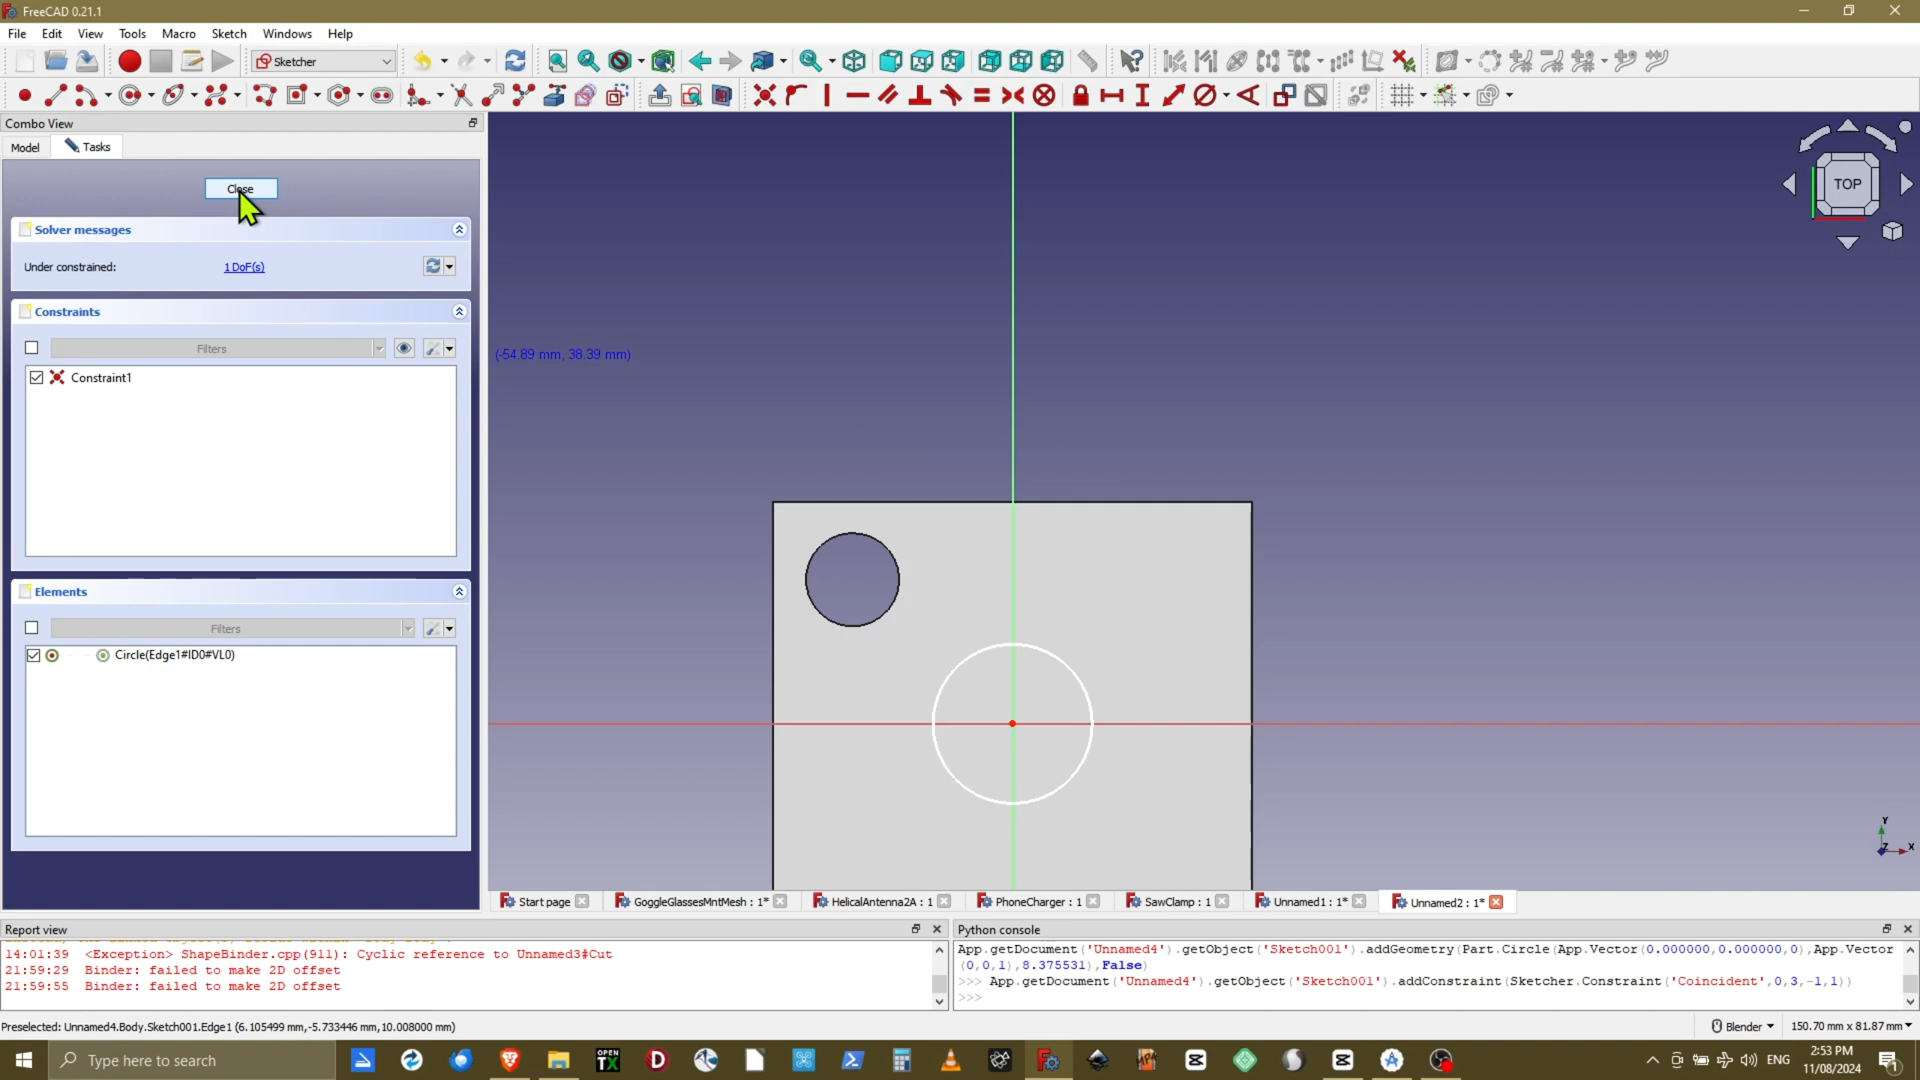 FreeCAD 0.21.1
File Edit View Tools Macro Sketch Windows Help
Sketcher
Combo View
Model Tasks
TOP
Close
Solver messages
Under constrained: 1 DoF(s)
Constraints
Filters
(-54.89 mm, 38.39 mm)
Constraint1
Elements
Filters
Circle(Edge1#ID0#VL0)
Y
Z X
Start page GoggleGlassesMntMesh : 1* HelicalAntenna2A : 1 PhoneCharger : 1 SawClamp : 1 Unnamed1 : 1* Unnamed2 : 1*
Report view
14:01:39 <Exception> ShapeBinder.cpp(911): Cyclic reference to Unnamed3#Cut
21:59:29 Binder: failed to make 2D offset
21:59:55 Binder: failed to make 2D offset
Python console
App.getDocument('Unnamed4').getObject('Sketch001').addGeometry(Part.Circle(App.Vector(0.000000,0.000000,0),App.Vector
(0,0,1),8.375531),False)
>>> App.getDocument('Unnamed4').getObject('Sketch001').addConstraint(Sketcher.Constraint('Coincident',0,3,-1,1))
>>>
Preselected: Unnamed4.Body.Sketch001.Edge1 (6.105499 mm,-5.733446 mm,10.008000 mm)
Blender 150.70 mm x 81.87 mm
Type here to search
OPEN
TX
D
ENG
2:53 PM
11/08/2024
1